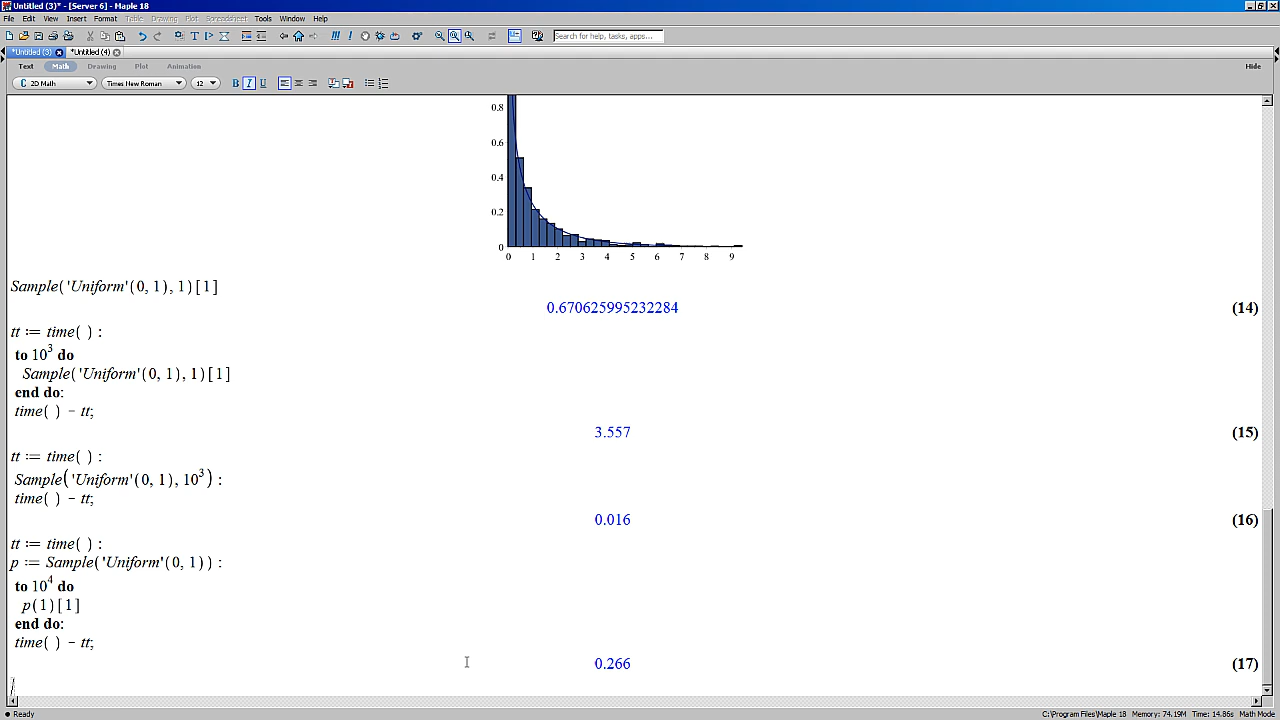 Untitled (3)* - [Server 6] - Maple 18
File Edit View Insert Format Table Drawing Plot Spreadsheet Tools Window Help
Search for help, tasks, apps...
*Untitled (3) *Untitled (4)
Text Math Drawing Plot Animation Hide
C 2D Math Times New Roman 12 B I U
0.8
0.6
0.4
0.2
0
0 1 2 3 4 5 6 7 8 9
Sample('Uniform'(0, 1), 1)[1]
0.670625995232284 (14)
tt := time( ) :
to 10^3 do
Sample('Uniform'(0, 1), 1)[1]
end do:
time( ) − tt;
3.557 (15)
tt := time( ) :
Sample('Uniform'(0, 1), 10^3) :
time( ) − tt;
0.016 (16)
tt := time( ) :
p := Sample('Uniform'(0, 1)) :
to 10^4 do
p(1)[1]
end do:
time( ) − tt;
0.266 (17)
Ready C:\Program Files\Maple 18 Memory: 74.19M Time: 14.86s Math Mode